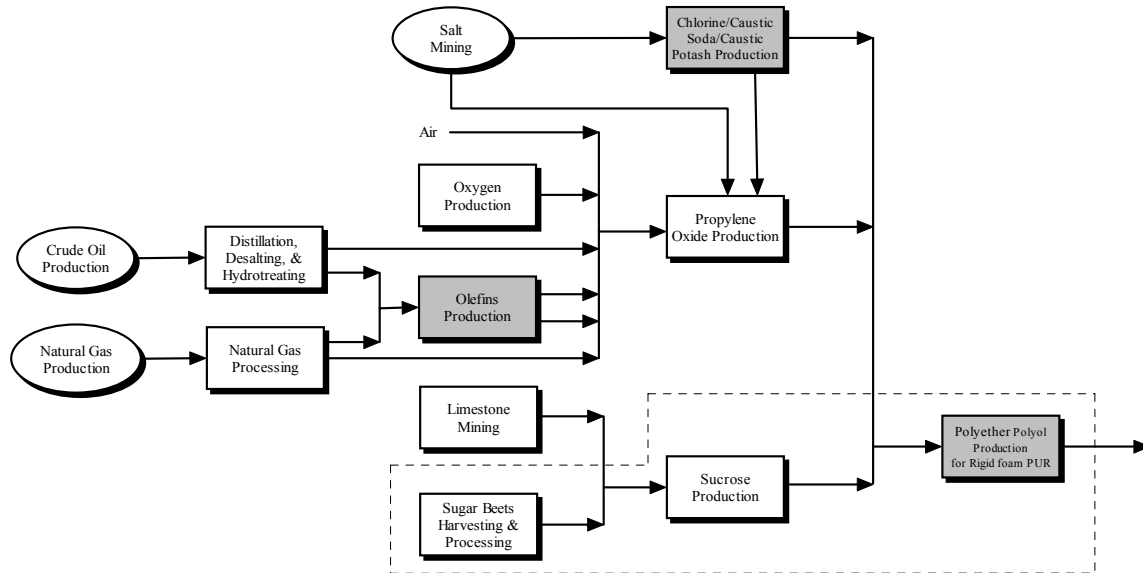 Salt
Mining
Chlorine/Caustic
Soda/Caustic
Potash Production
Air
Oxygen
Production
Propylene
Oxide Production
Crude Oil
Production
Distillation,
Desalting, &
Hydrotreating
Olefins
Production
Natural Gas
Production
Natural Gas
Processing
Limestone
Mining
Polyether Polyol
Production
for Rigid foam PUR
Sucrose
Production
Sugar Beets
Harvesting &
Processing